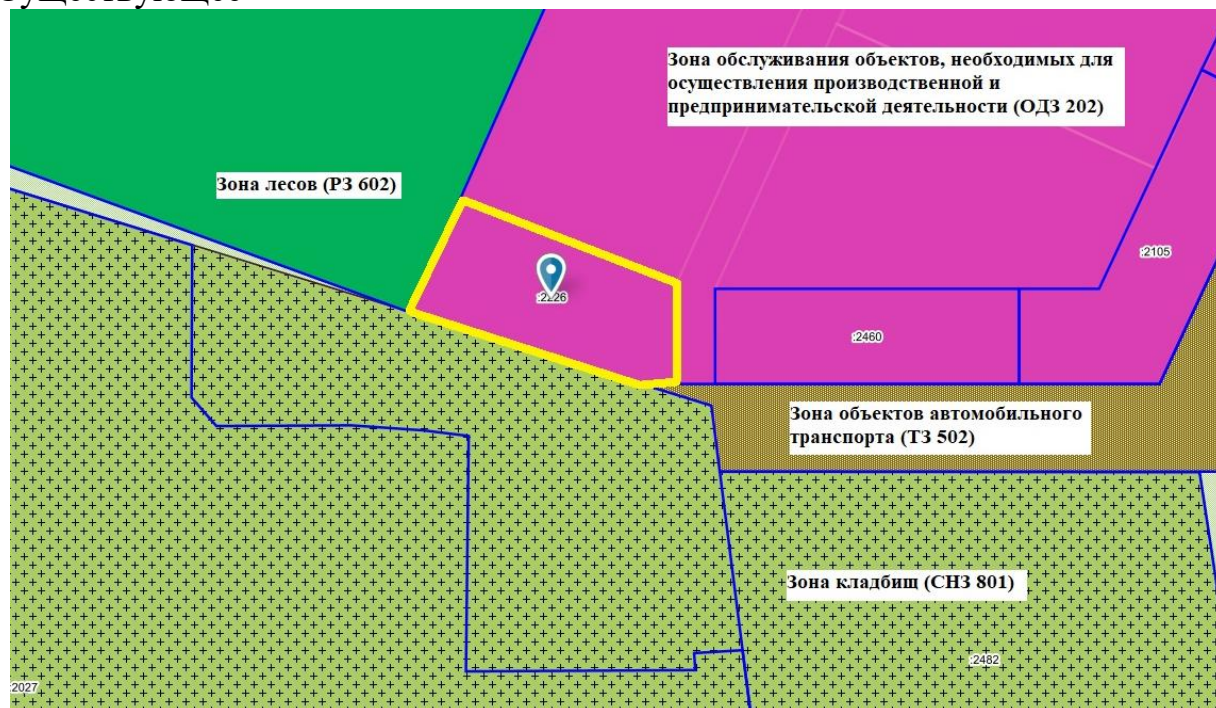 Зона обслуживания объектов, необходимых для
осуществления производственной и
предпринимательской деятельности (ОДЗ 202)
Зона лесов (РЗ 602)
:2105
:2226
:2460
Зона объектов автомобильного
транспорта (ТЗ 502)
Зона кладбищ (СНЗ 801)
:2482
:2027